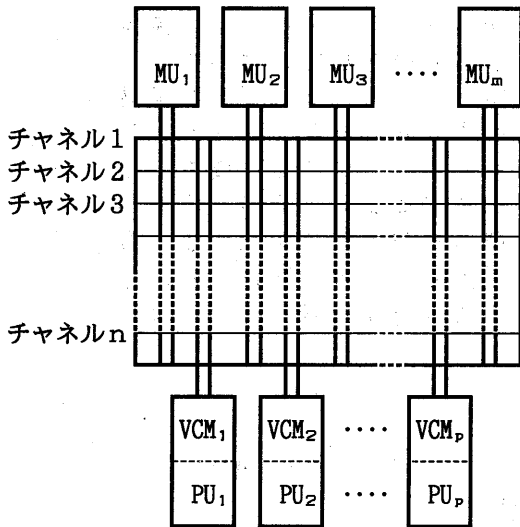 MU₁ MU₂ MU₃ ···· MUₘ
チャネル1
チャネル2
チャネル3
チャネルn
VCM₁ VCM₂ ···· VCMₚ
PU₁ PU₂ ···· PUₚ